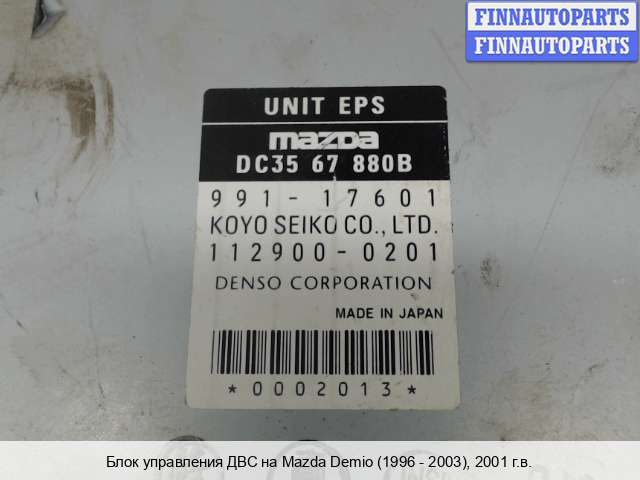 FINNAUTOPARTS
FINNAUTOPARTS
UNIT EPS
mazda
DC35 67 880B
991-17601
KOYO SEIKO CO., LTD.
112900-0201
DENSO CORPORATION
MADE IN JAPAN
*0002013*
Блок управления ДВС на Mazda Demio (1996 - 2003), 2001 г.в.